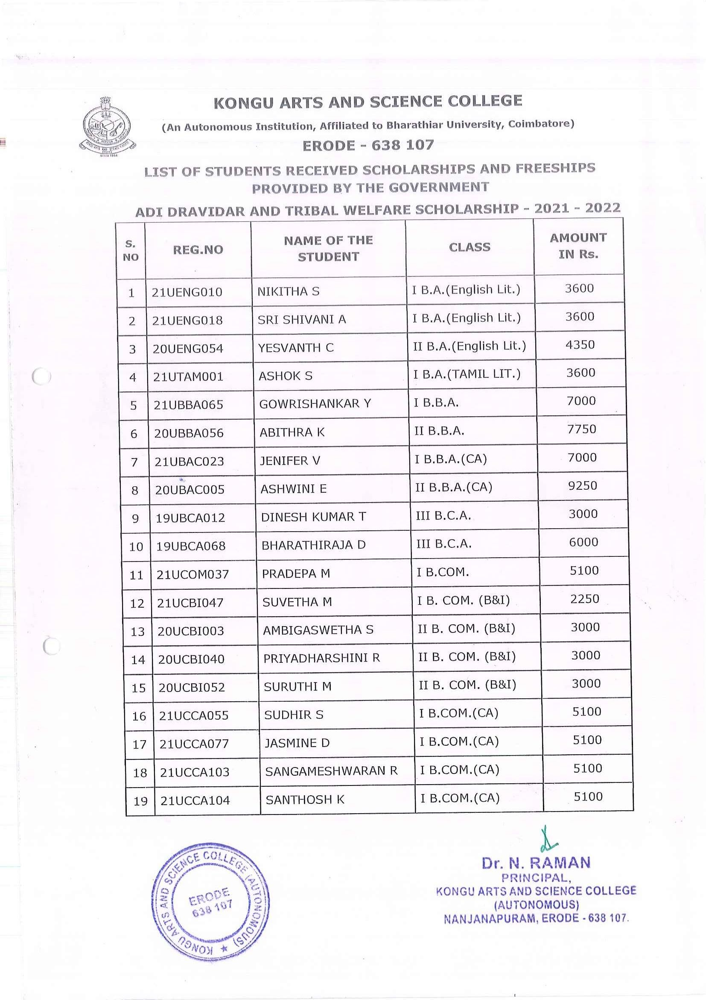 KONGU ARTS AND SCIENCE COLLEGE
(An Autonomous Institution, Affiliated to Bharathiar University, Coimbatore)
ERODE - 638 107
LIST OF STUDENTS RECEIVED SCHOLARSHIPS AND FREESHIPS
PROVIDED BY THE GOVERNMENT
ADI DRAVIDAR AND TRIBAL WELFARE SCHOLARSHIP - 2021 - 2022
S. NO REG.NO NAME OF THE STUDENT CLASS AMOUNT IN Rs.
1 21UENG010 NIKITHA S I B.A.(English Lit.) 3600
2 21UENG018 SRI SHIVANI A I B.A.(English Lit.) 3600
3 20UENG054 YESVANTH C II B.A.(English Lit.) 4350
4 21UTAM001 ASHOK S I B.A.(TAMIL LIT.) 3600
5 21UBBA065 GOWRISHANKAR Y I B.B.A. 7000
6 20UBBA056 ABITHRA K II B.B.A. 7750
7 21UBAC023 JENIFER V I B.B.A.(CA) 7000
8 20UBAC005 ASHWINI E II B.B.A.(CA) 9250
9 19UBCA012 DINESH KUMAR T III B.C.A. 3000
10 19UBCA068 BHARATHIRAJA D III B.C.A. 6000
11 21UCOM037 PRADEPA M I B.COM. 5100
12 21UCBI047 SUVETHA M I B. COM. (B&I) 2250
13 20UCBI003 AMBIGASWETHA S II B. COM. (B&I) 3000
14 20UCBI040 PRIYADHARSHINI R II B. COM. (B&I) 3000
15 20UCBI052 SURUTHI M II B. COM. (B&I) 3000
16 21UCCA055 SUDHIR S I B.COM.(CA) 5100
17 21UCCA077 JASMINE D I B.COM.(CA) 5100
18 21UCCA103 SANGAMESHWARAN R I B.COM.(CA) 5100
19 21UCCA104 SANTHOSH K I B.COM.(CA) 5100
KONGU ARTS AND SCIENCE COLLEGE (AUTONOMOUS)
ERODE
638 107
Dr. N. RAMAN
PRINCIPAL,
KONGU ARTS AND SCIENCE COLLEGE
(AUTONOMOUS)
NANJANAPURAM, ERODE - 638 107.